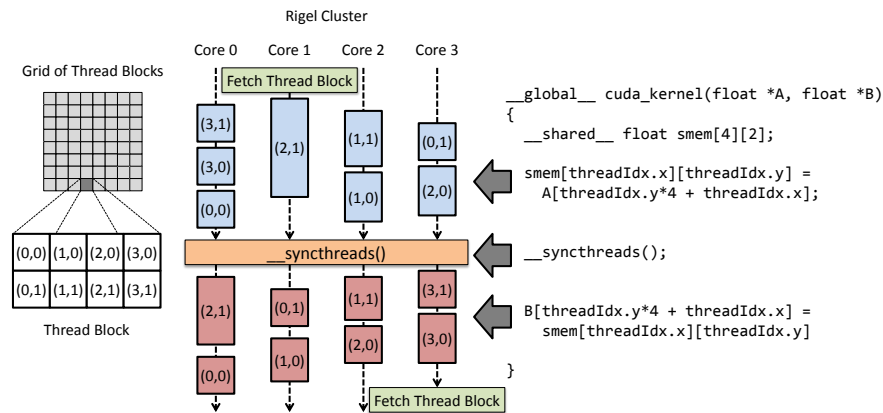 Rigel Cluster
Core 0 Core 1 Core 2 Core 3
Grid of Thread Blocks
Fetch Thread Block
(3,1)
(3,0)
(0,0)
(2,1)
(1,1)
(1,0)
(0,1)
(2,0)
(0,0) (1,0) (2,0) (3,0)
(0,1) (1,1) (2,1) (3,1)
Thread Block
__syncthreads()
(2,1)
(0,0)
(0,1)
(1,0)
(1,1)
(2,0)
(3,1)
(3,0)
Fetch Thread Block
__global__ cuda_kernel(float *A, float *B)
{
__shared__ float smem[4][2];
smem[threadIdx.x][threadIdx.y] =
A[threadIdx.y*4 + threadIdx.x];
__syncthreads();
B[threadIdx.y*4 + threadIdx.x] =
smem[threadIdx.x][threadIdx.y]
}